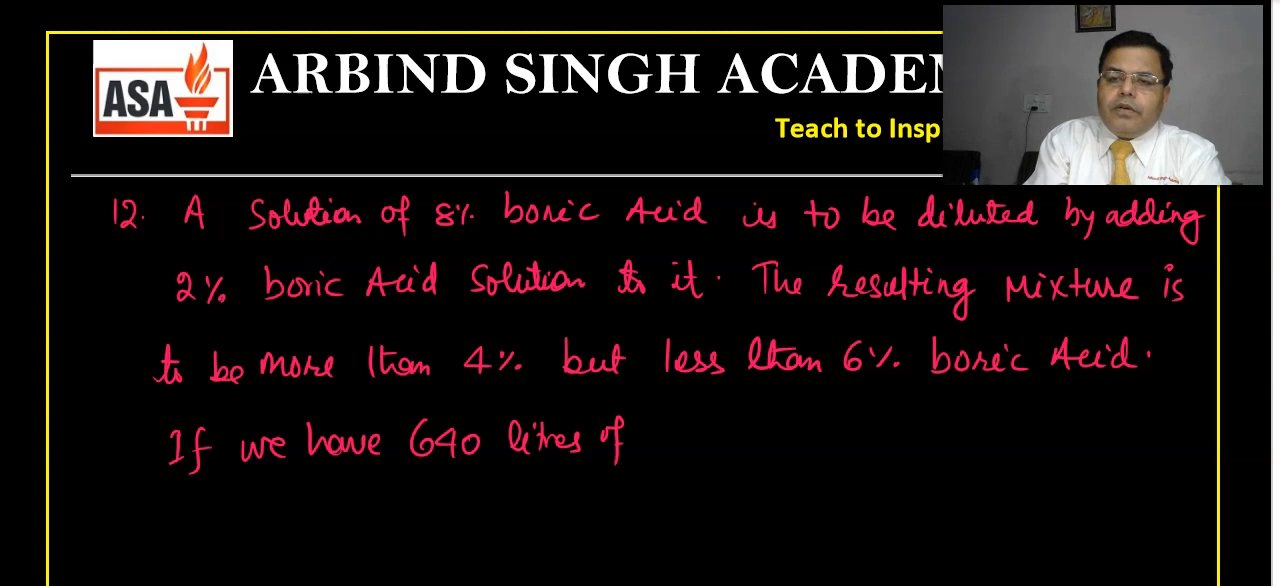 ASA
ARBIND SINGH ACADEM
Teach to Insp
12. A Solution of 8% boric Acid is to be diluted by adding
2% boric Acid Solution to it. The resulting Mixture is
to be more than 4% but less than 6% boric Acid.
If we have 640 litres of